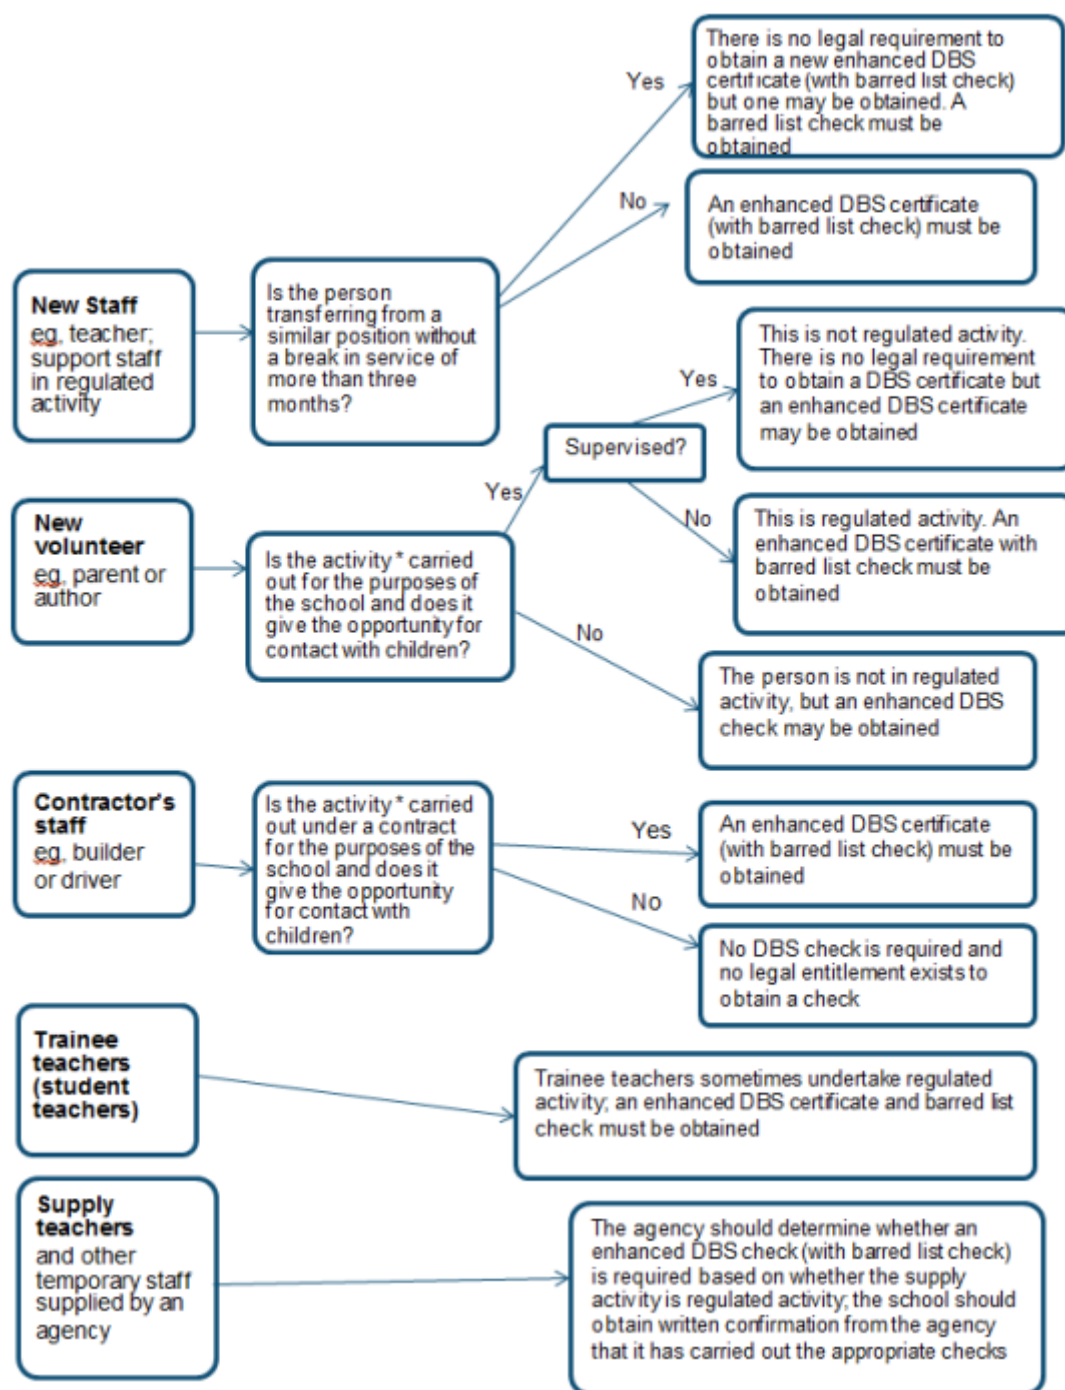 There is no legal requirement to
obtain a new enhanced DBS
certificate (with barred list check)
but one may be obtained. A
barred list check must be
obtained
Yes
No
An enhanced DBS certificate
(with barred list check) must be
obtained
New Staff
eg, teacher;
support staff
in regulated
activity
Is the person
transferring from a
similar position without
a break in service of
more than three
months?
This is not regulated activity.
There is no legal requirement
to obtain a DBS certificate but
an enhanced DBS certificate
may be obtained
Yes
Supervised?
No
This is regulated activity. An
enhanced DBS certificate with
barred list check must be
obtained
Yes
New
volunteer
eg, parent or
author
Is the activity * carried
out for the purposes of
the school and does it
give the opportunity for
contact with children?
No
The person is not in regulated
activity, but an enhanced DBS
check may be obtained
Contractor's
staff
eg, builder
or driver
Is the activity * carried
out under a contract
for the purposes of the
school and does it
give the opportunity
for contact with
children?
Yes
An enhanced DBS certificate
(with barred list check) must be
obtained
No
No DBS check is required and
no legal entitlement exists to
obtain a check
Trainee
teachers
(student
teachers)
Trainee teachers sometimes undertake regulated
activity; an enhanced DBS certificate and barred list
check must be obtained
Supply
teachers
and other
temporary staff
supplied by an
agency
The agency should determine whether an
enhanced DBS check (with barred list check)
is required based on whether the supply
activity is regulated activity; the school should
obtain written confirmation from the agency
that it has carried out the appropriate checks